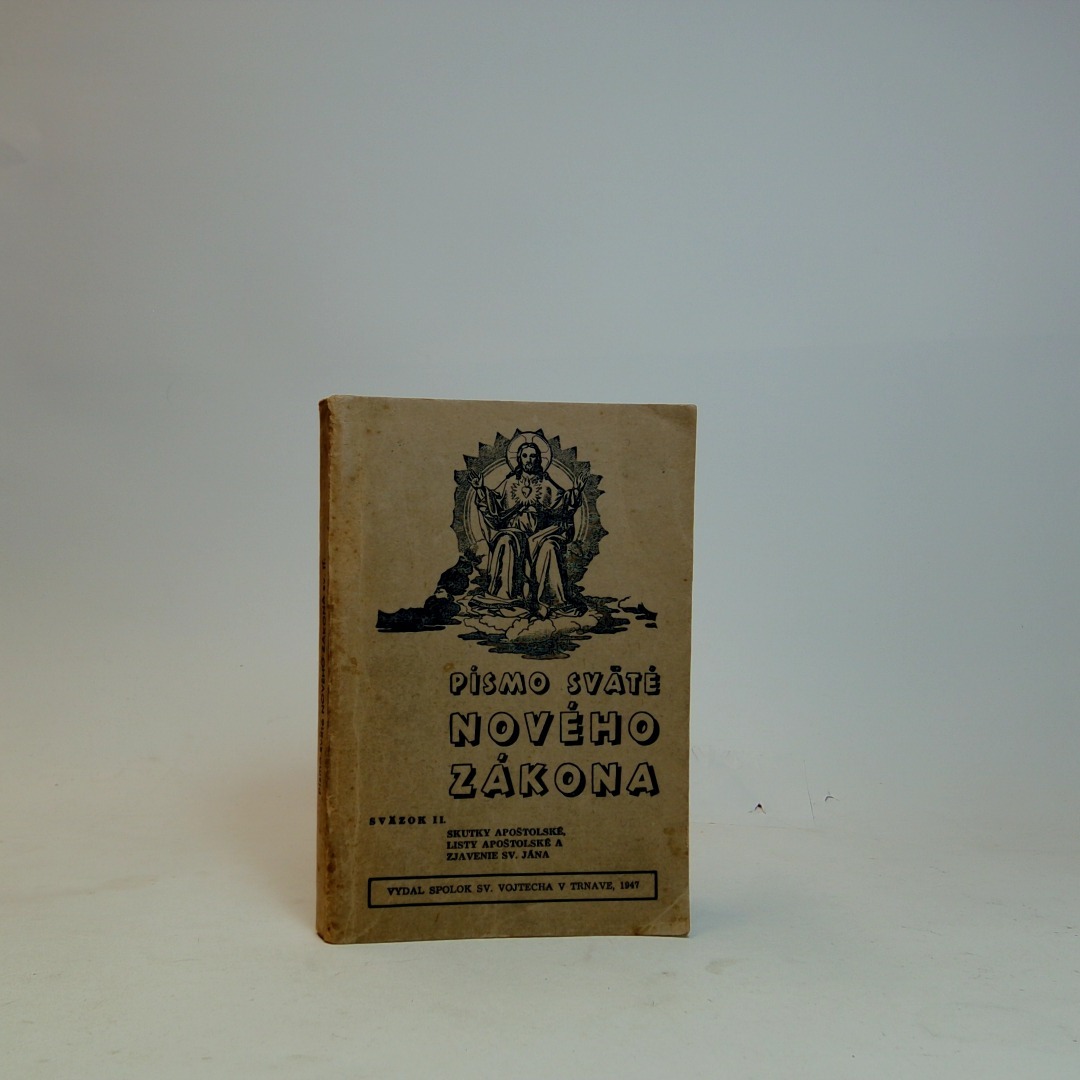 PÍSMO SVÄTÉ
NOVÉHO
ZÁKONA
SVÄZOK II.
SKUTKY APOŠTOLSKÉ,
LISTY APOŠTOLSKÉ A
ZJAVENIE SV. JÁNA
VYDAL SPOLOK SV. VOJTECHA V TRNAVE, 1947